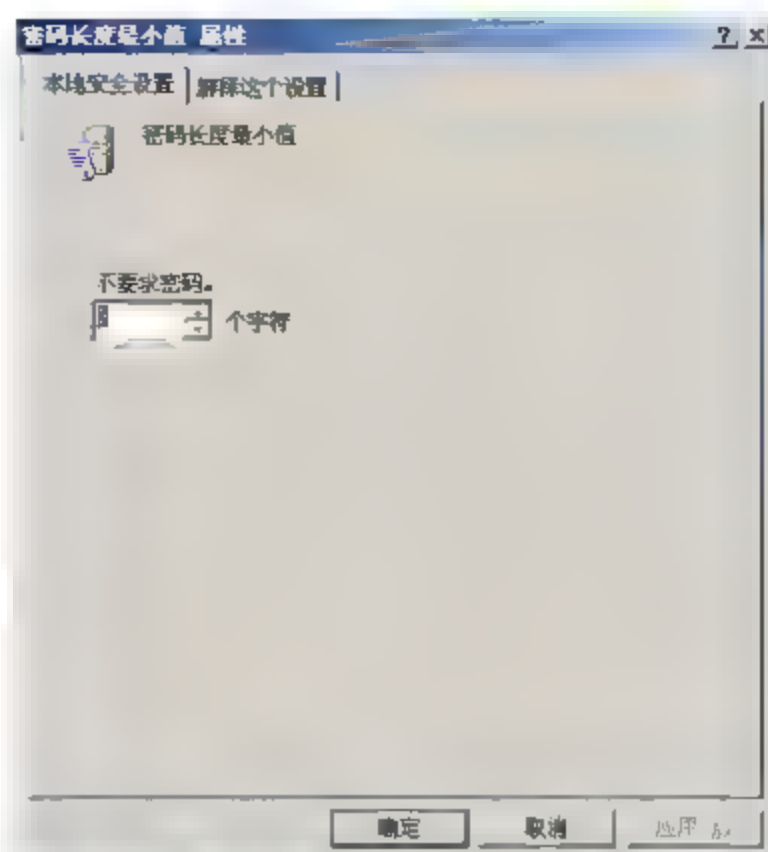 密码长度最小值 属性
本地安全设置 解释这个设置
密码长度最小值
不要求密码。
个字符
确定 取消 应用